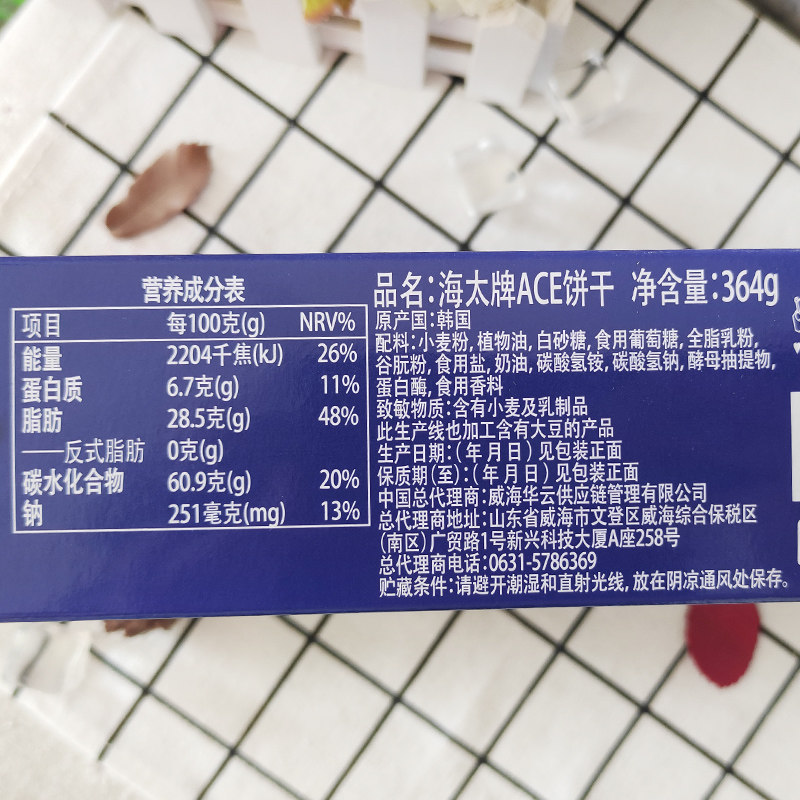 营养成分表
项目 每100克(g) NRV%
能量 2204千焦(kJ) 26%
蛋白质 6.7克(g) 11%
脂肪 28.5克(g) 48%
——反式脂肪 0克(g)
碳水化合物 60.9克(g) 20%
钠 251毫克(mg) 13%
品名:海太牌ACE饼干 净含量:364g
原产国:韩国
配料:小麦粉,植物油,白砂糖,食用葡萄糖,全脂乳粉,
谷朊粉,食用盐,奶油,碳酸氢铵,碳酸氢钠,酵母抽提物,
蛋白酶,食用香料
致敏物质:含有小麦及乳制品
此生产线也加工含有大豆的产品
生产日期:(年月日)见包装正面
保质期(至):(年月日)见包装正面
中国总代理商:威海华云供应链管理有限公司
总代理商地址:山东省威海市文登区威海综合保税区
(南区)广贸路1号新兴科技大厦A座258号
总代理商电话:0631-5786369
贮藏条件:请避开潮湿和直射光线,放在阴凉通风处保存。